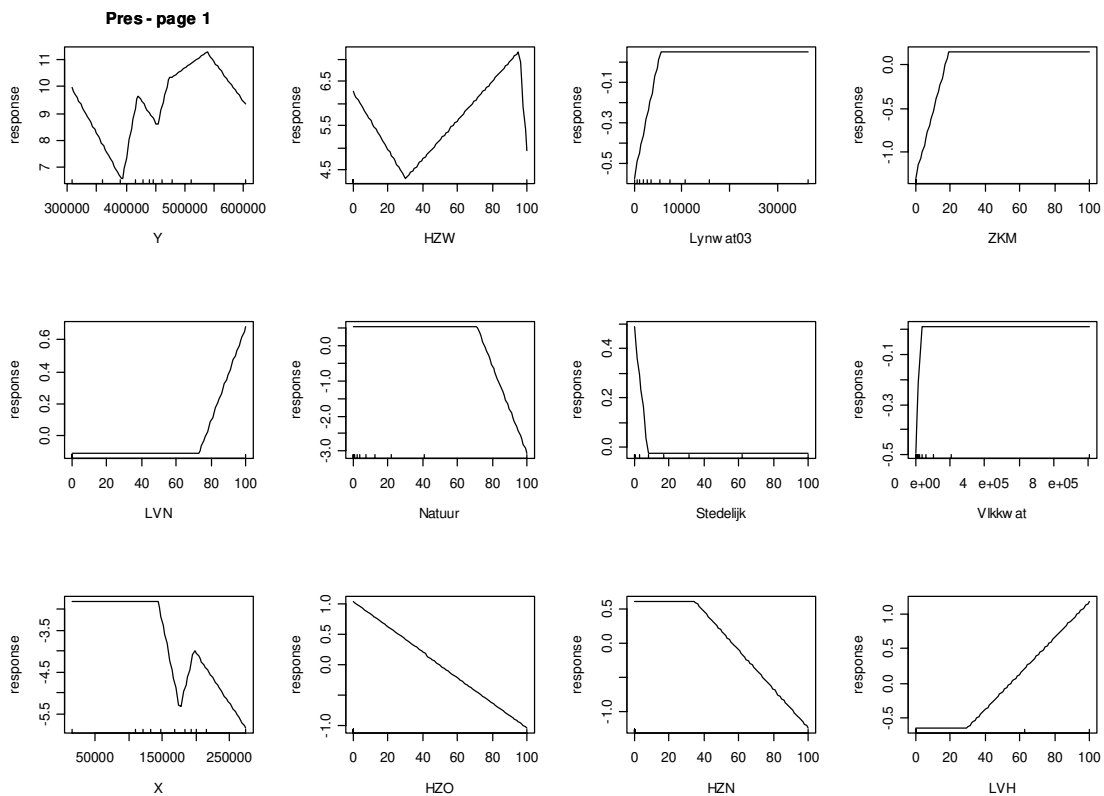 Pres - page 1
response
7 8 9 10 11
300000 400000 500000 600000
Y
response
4.5 5.5 6.5
0 20 40 60 80 100
HZW
response
-0.5 -0.3 -0.1
0 10000 30000
Lynwat03
response
-1.0 -0.5 0.0
0 20 40 60 80 100
ZKM
response
0.0 0.2 0.4 0.6
0 20 40 60 80 100
LVN
response
-3.0 -2.0 -1.0 0.0
0 20 40 60 80 100
Natuur
response
0.0 0.2 0.4
0 20 40 60 80 100
Stedelijk
response
-0.5 -0.3 -0.1
0 e+00 4 e+05 8 e+05
Vlkkwat
response
-5.5 -4.5 -3.5
50000 150000 250000
X
response
-1.0 0.0 0.5 1.0
0 20 40 60 80 100
HZO
response
-1.0 0.0 0.5
0 20 40 60 80 100
HZN
response
-0.5 0.0 0.5 1.0
0 20 40 60 80 100
LVH